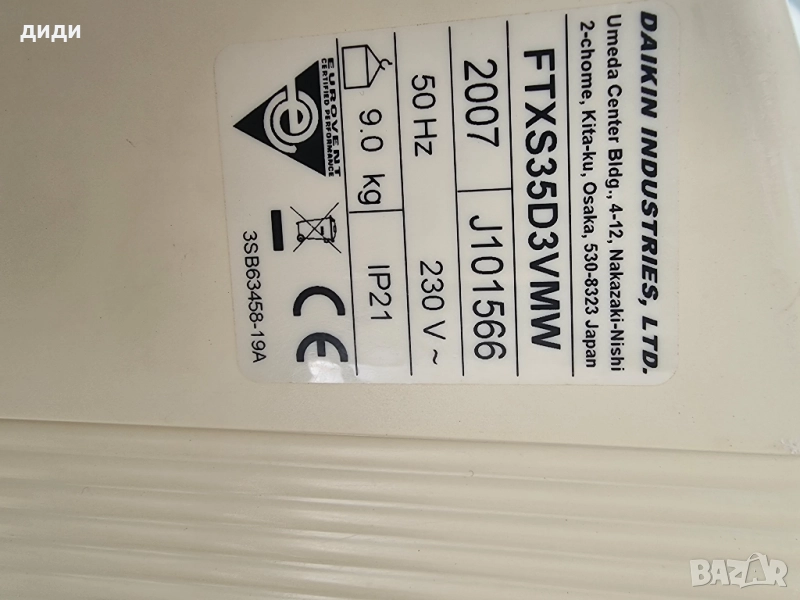 диди
DAIKIN INDUSTRIES, LTD.
Umeda Center Bldg., 4-12, Nakazaki-Nishi
2-chome, Kita-ku, Osaka, 530-8323 Japan
FTXS35D3VMW
2007 J101566
50 Hz 230 V ~
9.0 kg IP21
EUROVENT
CERTIFIED PERFORMANCE
CE
3SB63458-19A
BAZAR